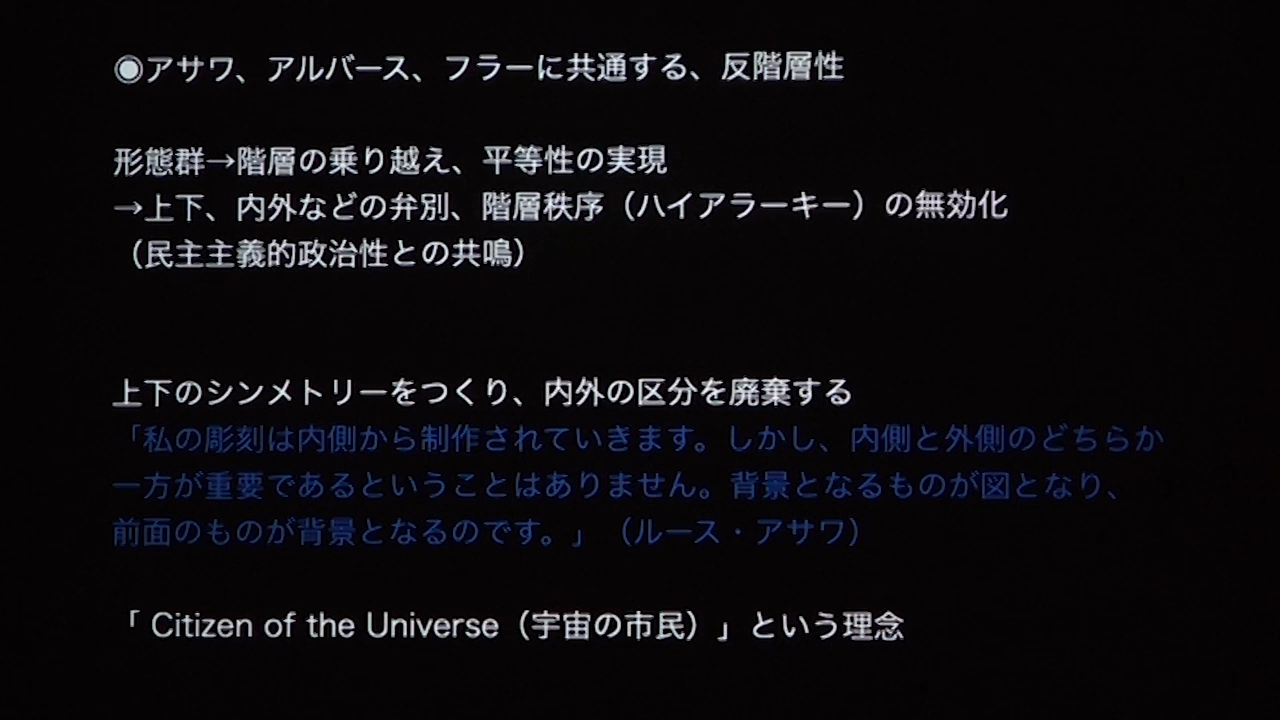 ◉アサワ、アルバース、フラーに共通する、反階層性
形態群→階層の乗り越え、平等性の実現
→上下、内外などの弁別、階層秩序（ハイアラーキー）の無効化
（民主主義的政治性との共鳴）
上下のシンメトリーをつくり、内外の区分を廃棄する
「私の彫刻は内側から制作されていきます。しかし、内側と外側のどちらか
一方が重要であるということはありません。背景となるものが図となり、
前面のものが背景となるのです。」（ルース・アサワ）
「 Citizen of the Universe（宇宙の市民）」という理念